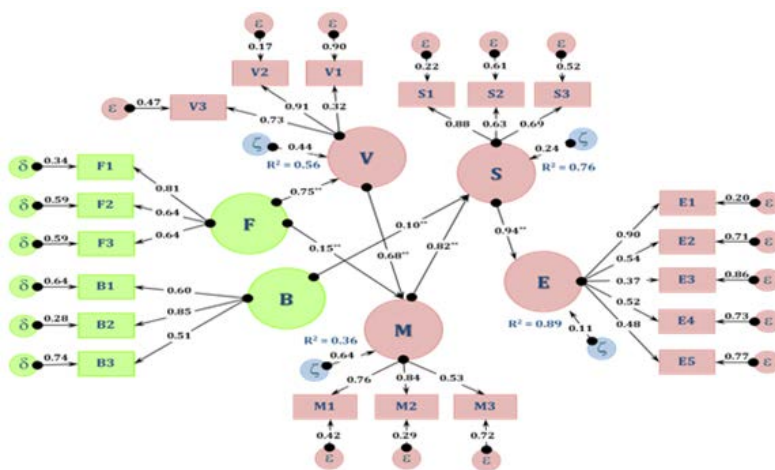 ε ε ε ε ε
0.17 0.90 0.22 0.61 0.52
V2 V1 S1 S2 S3
ε 0.47 V3
0.91 0.32 0.88 0.63 0.69
0.73
ζ 0.44 V
R² = 0.56
S 0.24 ζ
R² = 0.76
δ 0.34 F1
0.81
δ 0.59 F2
0.64
δ 0.59 F3
0.64
F
0.75**
0.15**
0.68**
0.10**
0.82**
0.94**
δ 0.64 B1
0.60
δ 0.28 B2
0.85
δ 0.74 B3
0.51
B
E
0.90 E1 0.20 ε
0.54 E2 0.71 ε
0.37 E3 0.86 ε
0.52 E4 0.73 ε
0.48 E5 0.77 ε
R² = 0.89
0.11 ζ
R² = 0.36 M
ζ 0.64
0.76 0.84 0.53
M1 M2 M3
0.42 0.29 0.72
ε ε ε